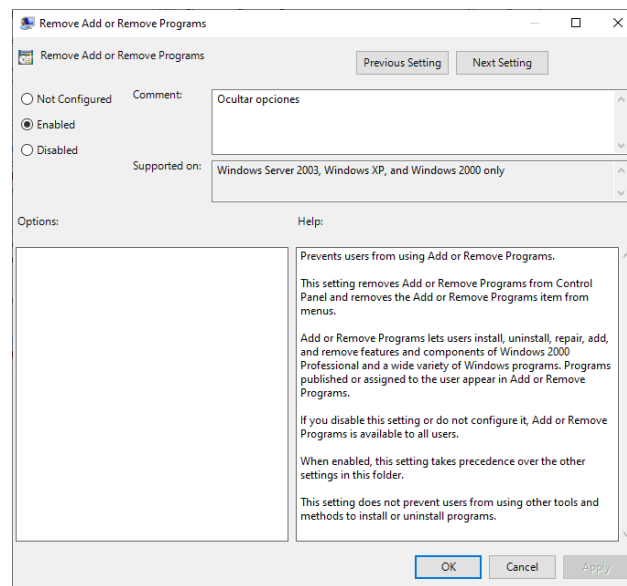 Remove Add or Remove Programs
Remove Add or Remove Programs
Previous Setting
Next Setting
Not Configured
Comment:
Ocultar opciones
Enabled
Disabled
Supported on:
Windows Server 2003, Windows XP, and Windows 2000 only
Options:
Help:
Prevents users from using Add or Remove Programs.
This setting removes Add or Remove Programs from Control
Panel and removes the Add or Remove Programs item from
menus.
Add or Remove Programs lets users install, uninstall, repair, add,
and remove features and components of Windows 2000
Professional and a wide variety of Windows programs. Programs
published or assigned to the user appear in Add or Remove
Programs.
If you disable this setting or do not configure it, Add or Remove
Programs is available to all users.
When enabled, this setting takes precedence over the other
settings in this folder.
This setting does not prevent users from using other tools and
methods to install or uninstall programs.
OK
Cancel
Apply